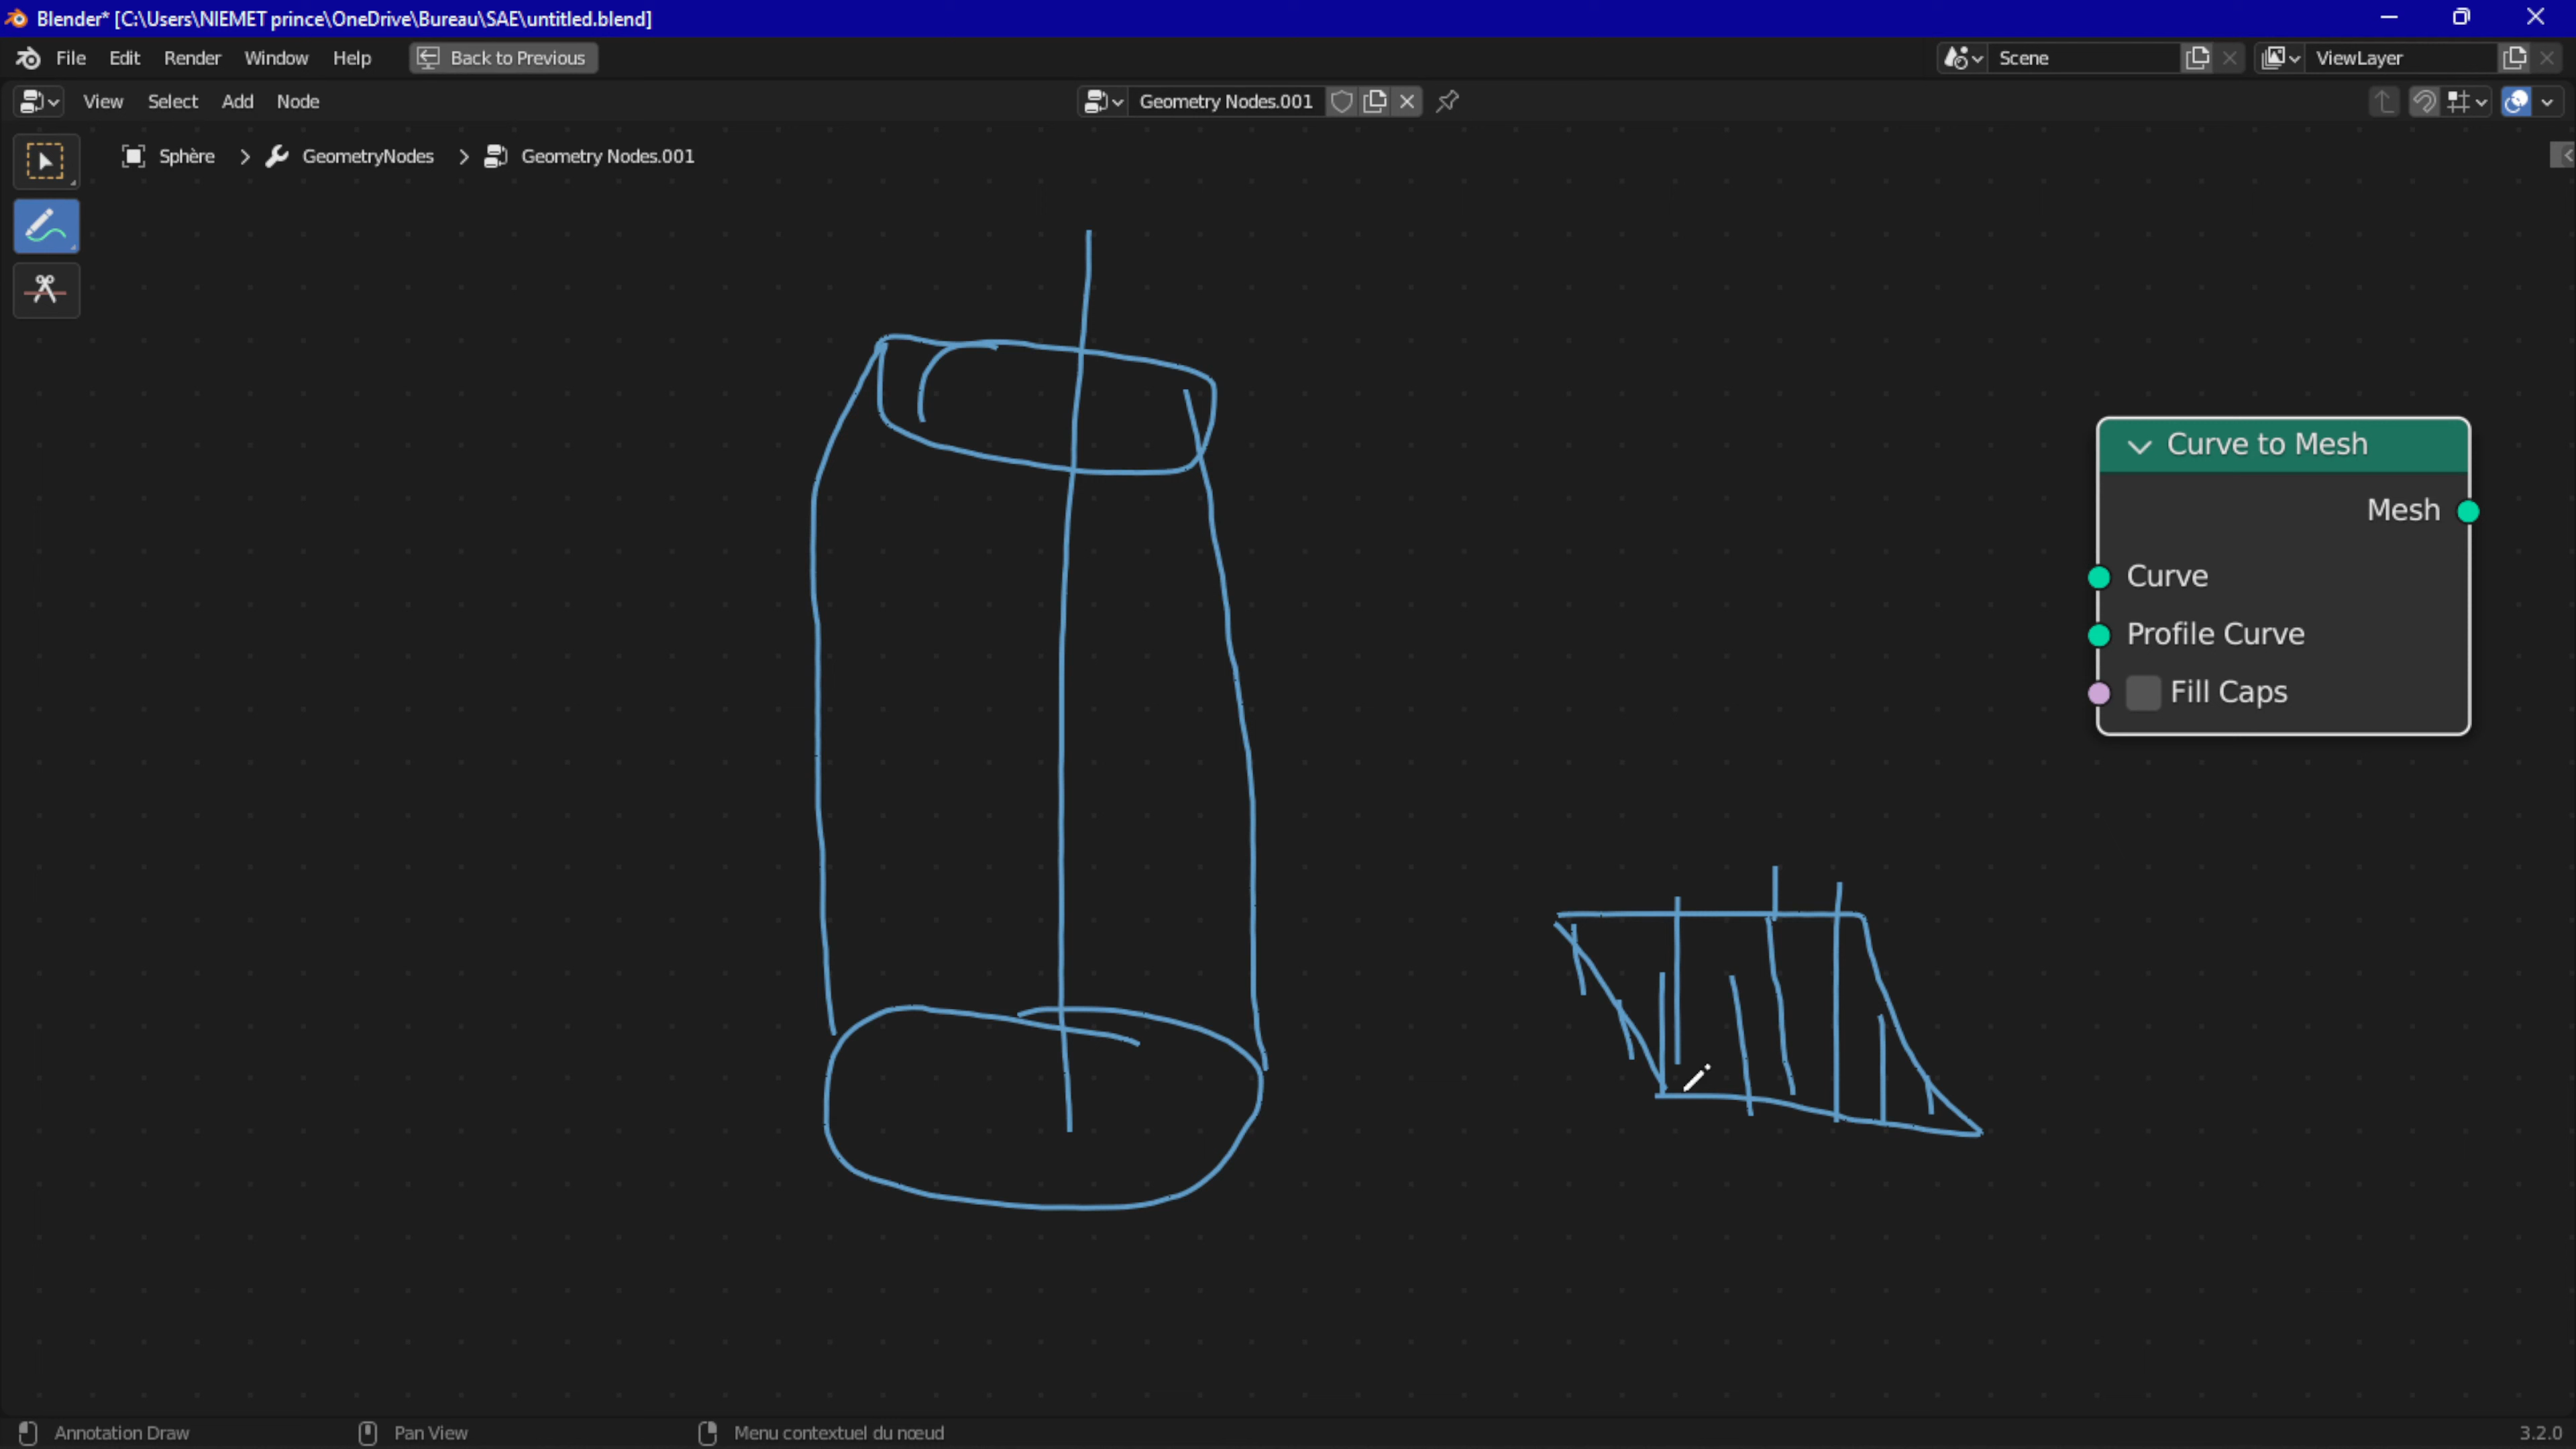 Blender* [C:\Users\NIEMET prince\OneDrive\Bureau\SAE\untitled.blend]
File Edit Render Window Help Back to Previous Scene ViewLayer
View Select Add Node Geometry Nodes.001
Sphère GeometryNodes Geometry Nodes.001
Curve to Mesh
Mesh
Curve
Profile Curve
Fill Caps
Annotation Draw Pan View Menu contextuel du nœud 3.2.0